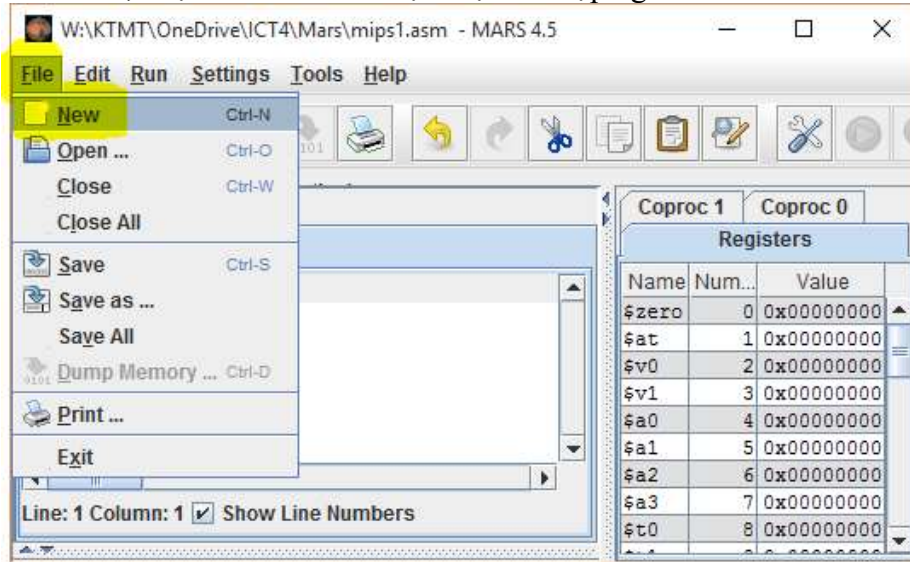 W:\KTMT\OneDrive\ICT4\Mars\mips1.asm - MARS 4.5
File Edit Run Settings Tools Help
New Ctrl-N
Open ... Ctrl-O
Close Ctrl-W
Close All
Save Ctrl-S
Save as ...
Save All
Dump Memory ... Ctrl-D
Print ...
Exit
Line: 1 Column: 1 Show Line Numbers
Coproc 1 Coproc 0
Registers
Name Num... Value
$zero 0 0x00000000
$at 1 0x00000000
$v0 2 0x00000000
$v1 3 0x00000000
$a0 4 0x00000000
$a1 5 0x00000000
$a2 6 0x00000000
$a3 7 0x00000000
$t0 8 0x00000000